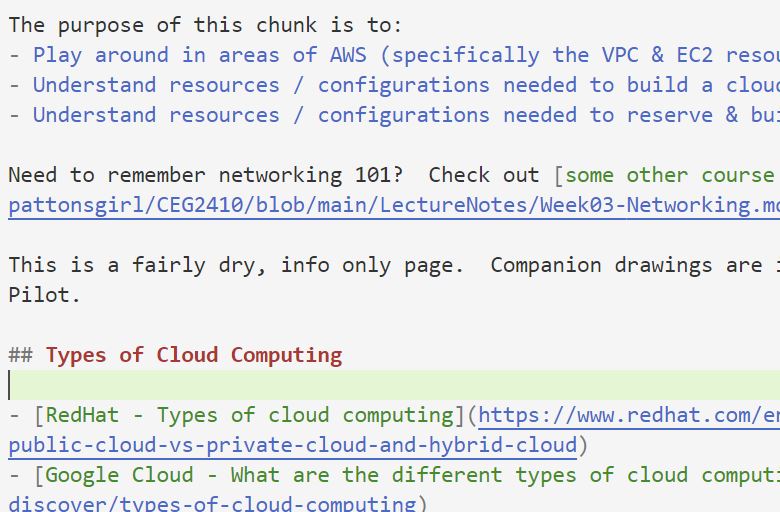 The purpose of this chunk is to:
- Play around in areas of AWS (specifically the VPC & EC2
- Understand resources / configurations needed to build a
- Understand resources / configurations needed to reserve &
Need to remember networking 101?  Check out [some other course
pattonsgirl/CEG2410/blob/main/LectureNotes/Week03-Networking.md
This is a fairly dry, info only page.  Companion drawings are
Pilot.
## Types of Cloud Computing
- [RedHat - Types of cloud computing](https://www.redhat.com/en
public-cloud-vs-private-cloud-and-hybrid-cloud)
- [Google Cloud - What are the different types of cloud
discover/types-of-cloud-computing)